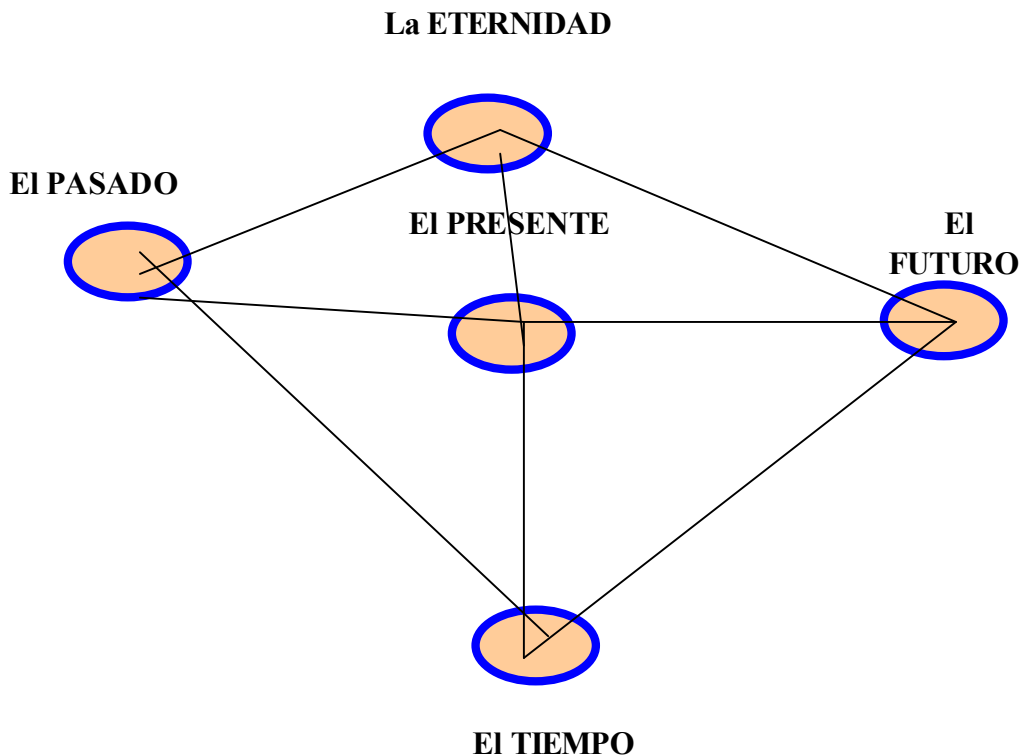 La ETERNIDAD
El PASADO
El PRESENTE
El
FUTURO
El TIEMPO